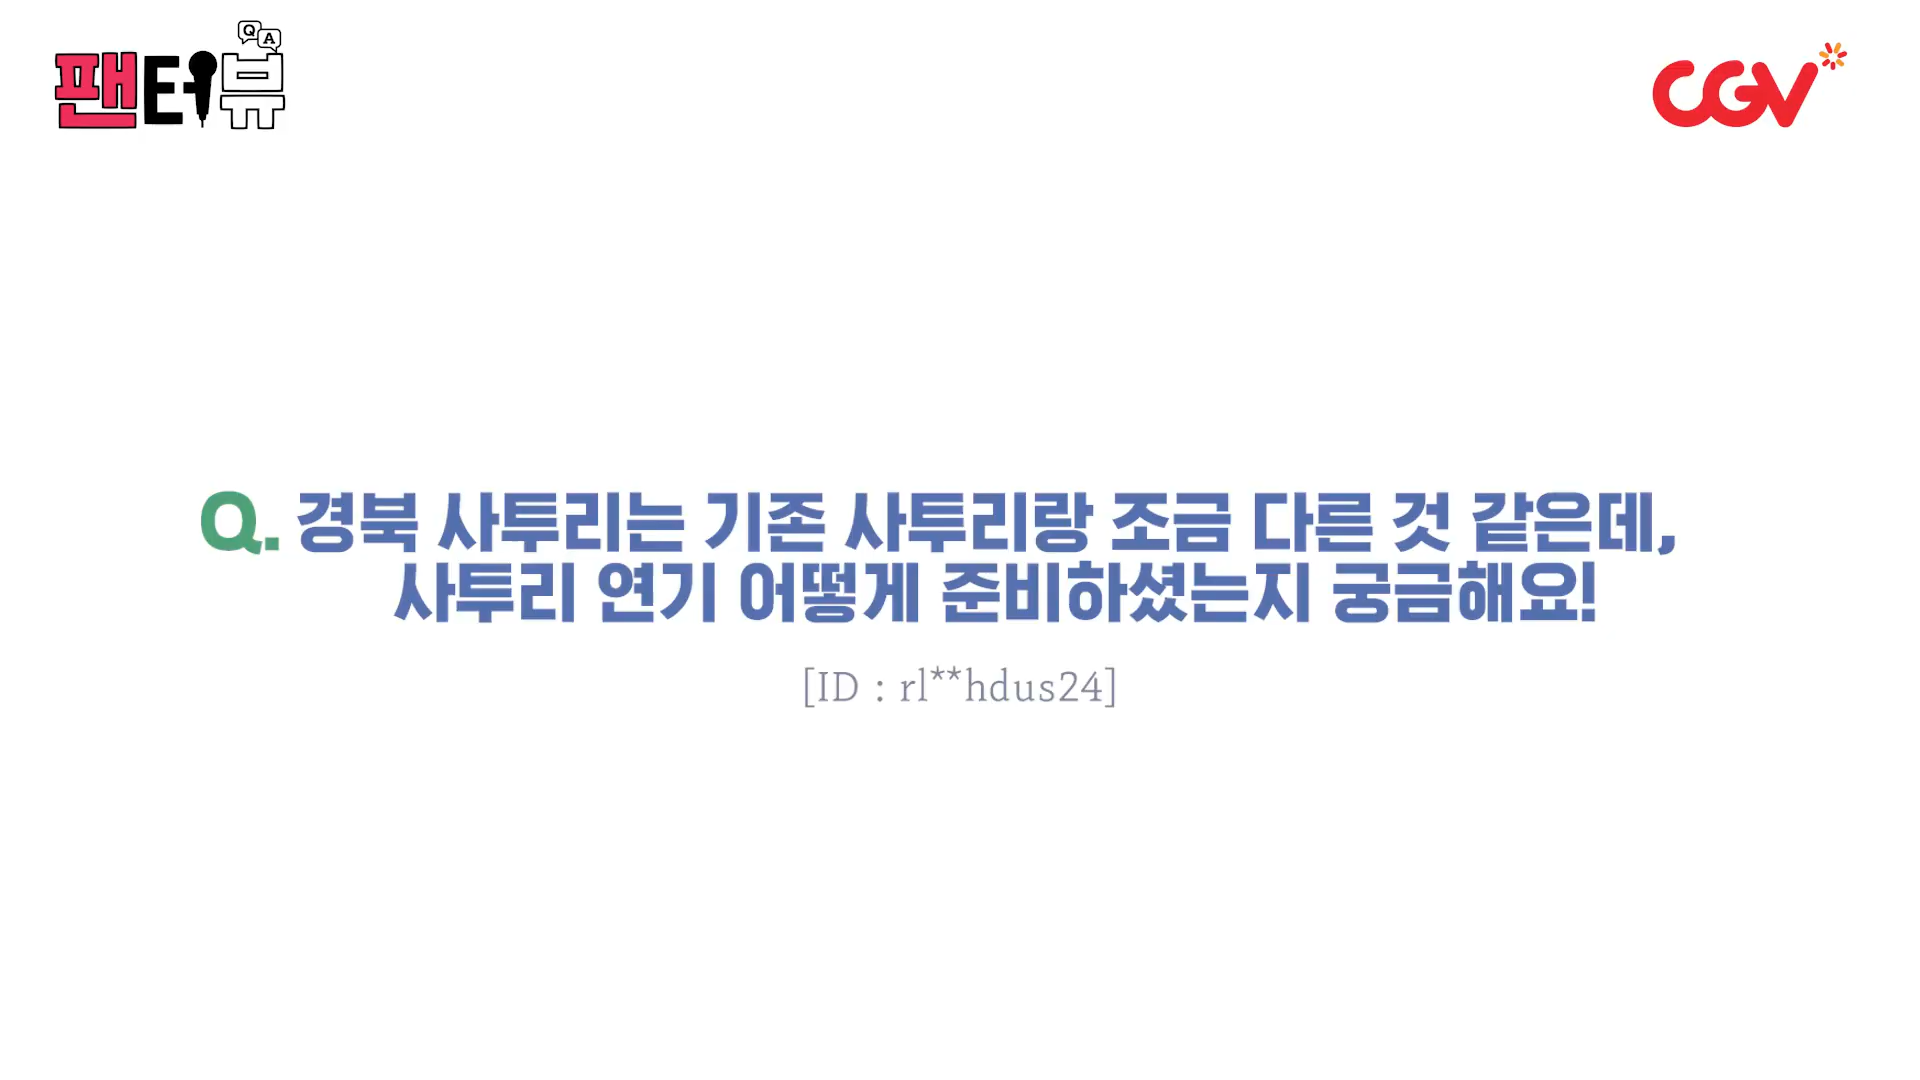 Q A
팬터뷰
CGV
Q. 경북 사투리는 기존 사투리랑 조금 다른 것 같은데,
사투리 연기 어떻게 준비하셨는지 궁금해요!
[ID : rl**hdus24]